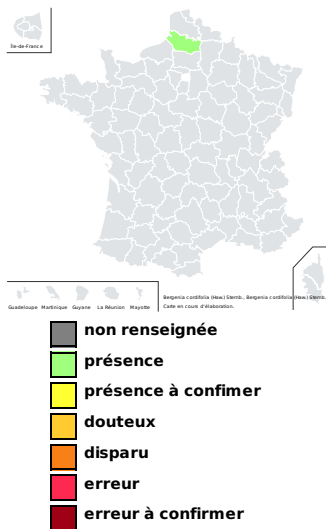 Île-de-France
Guadeloupe Martinique Guyane La Réunion Mayotte
Bergenia cordifolia (Haw.) Sternb., Bergenia cordifolia (Haw.) Sternb.
Carte en cours d'élaboration.
non renseignée
présence
présence à confimer
douteux
disparu
erreur
erreur à confirmer